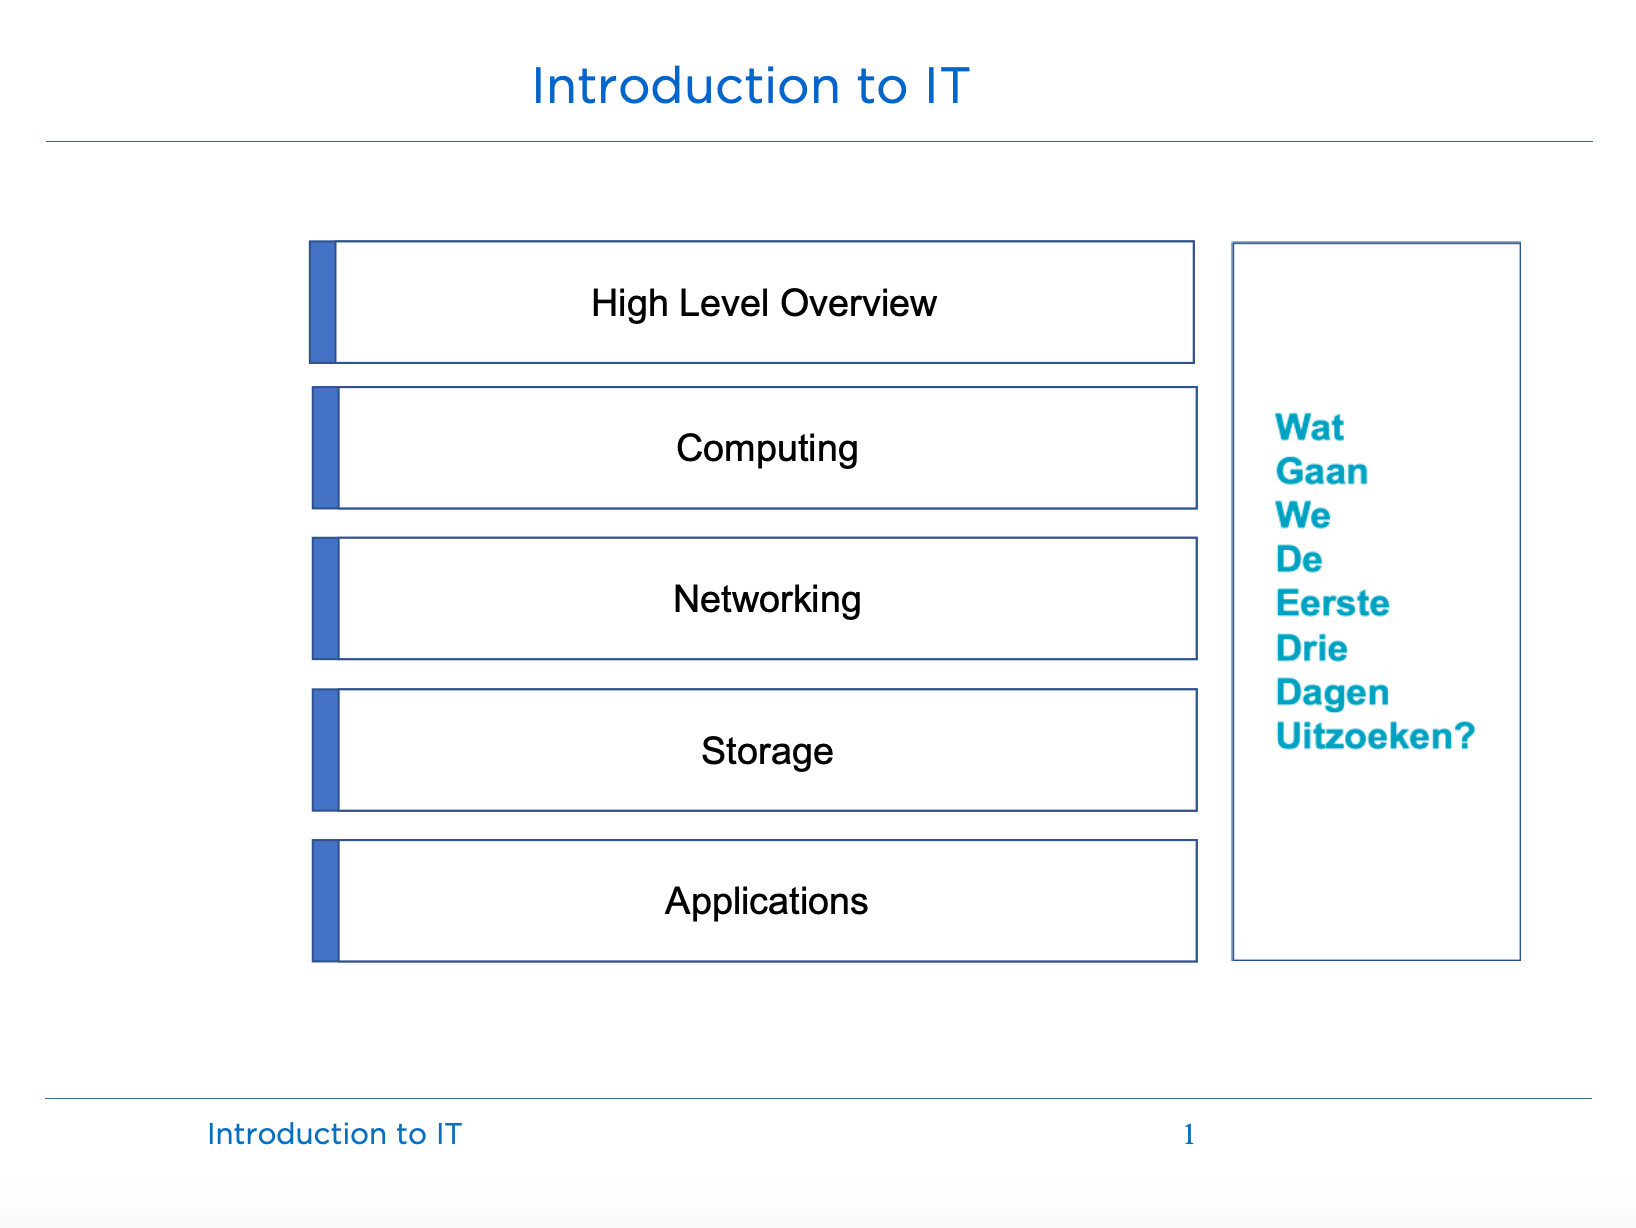 Introduction to IT
High Level Overview
Computing
Networking
Storage
Applications
Wat
Gaan
We
De
Eerste
Drie
Dagen
Uitzoeken?
Introduction to IT
1